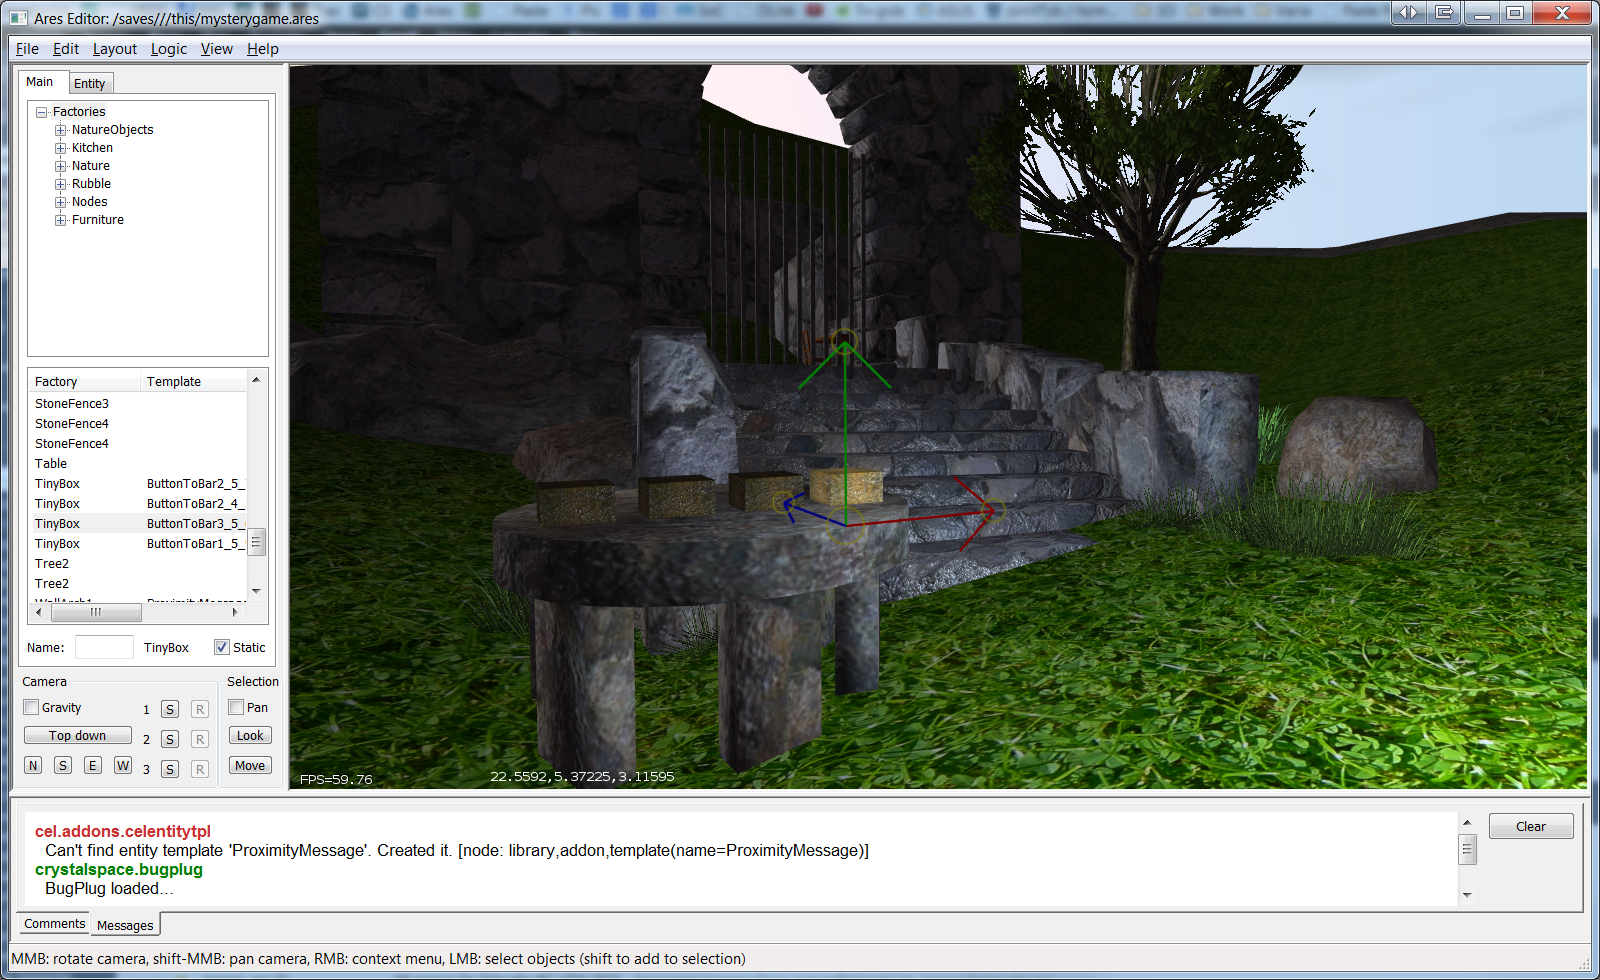 Ares Editor: /saves///this/mysterygame.ares
File Edit Layout Logic View Help
Main Entity
Factories
NatureObjects
Kitchen
Nature
Rubble
Nodes
Furniture
Factory Template
StoneFence3
StoneFence4
StoneFence4
Table
TinyBox ButtonToBar2_5_
TinyBox ButtonToBar2_4_
TinyBox ButtonToBar3_5_
TinyBox ButtonToBar1_5_
Tree2
Tree2
Name: TinyBox Static
Camera
Gravity 1 S R
Top down 2 S R
N S E W 3 S R
Selection
Pan
Look
Move
FPS=59.76 22.5592,5.37225,3.11595
cel.addons.celentitytpl
Can't find entity template 'ProximityMessage'. Created it. [node: library,addon,template(name=ProximityMessage)]
crystalspace.bugplug
BugPlug loaded...
Clear
Comments Messages
MMB: rotate camera, shift-MMB: pan camera, RMB: context menu, LMB: select objects (shift to add to selection)